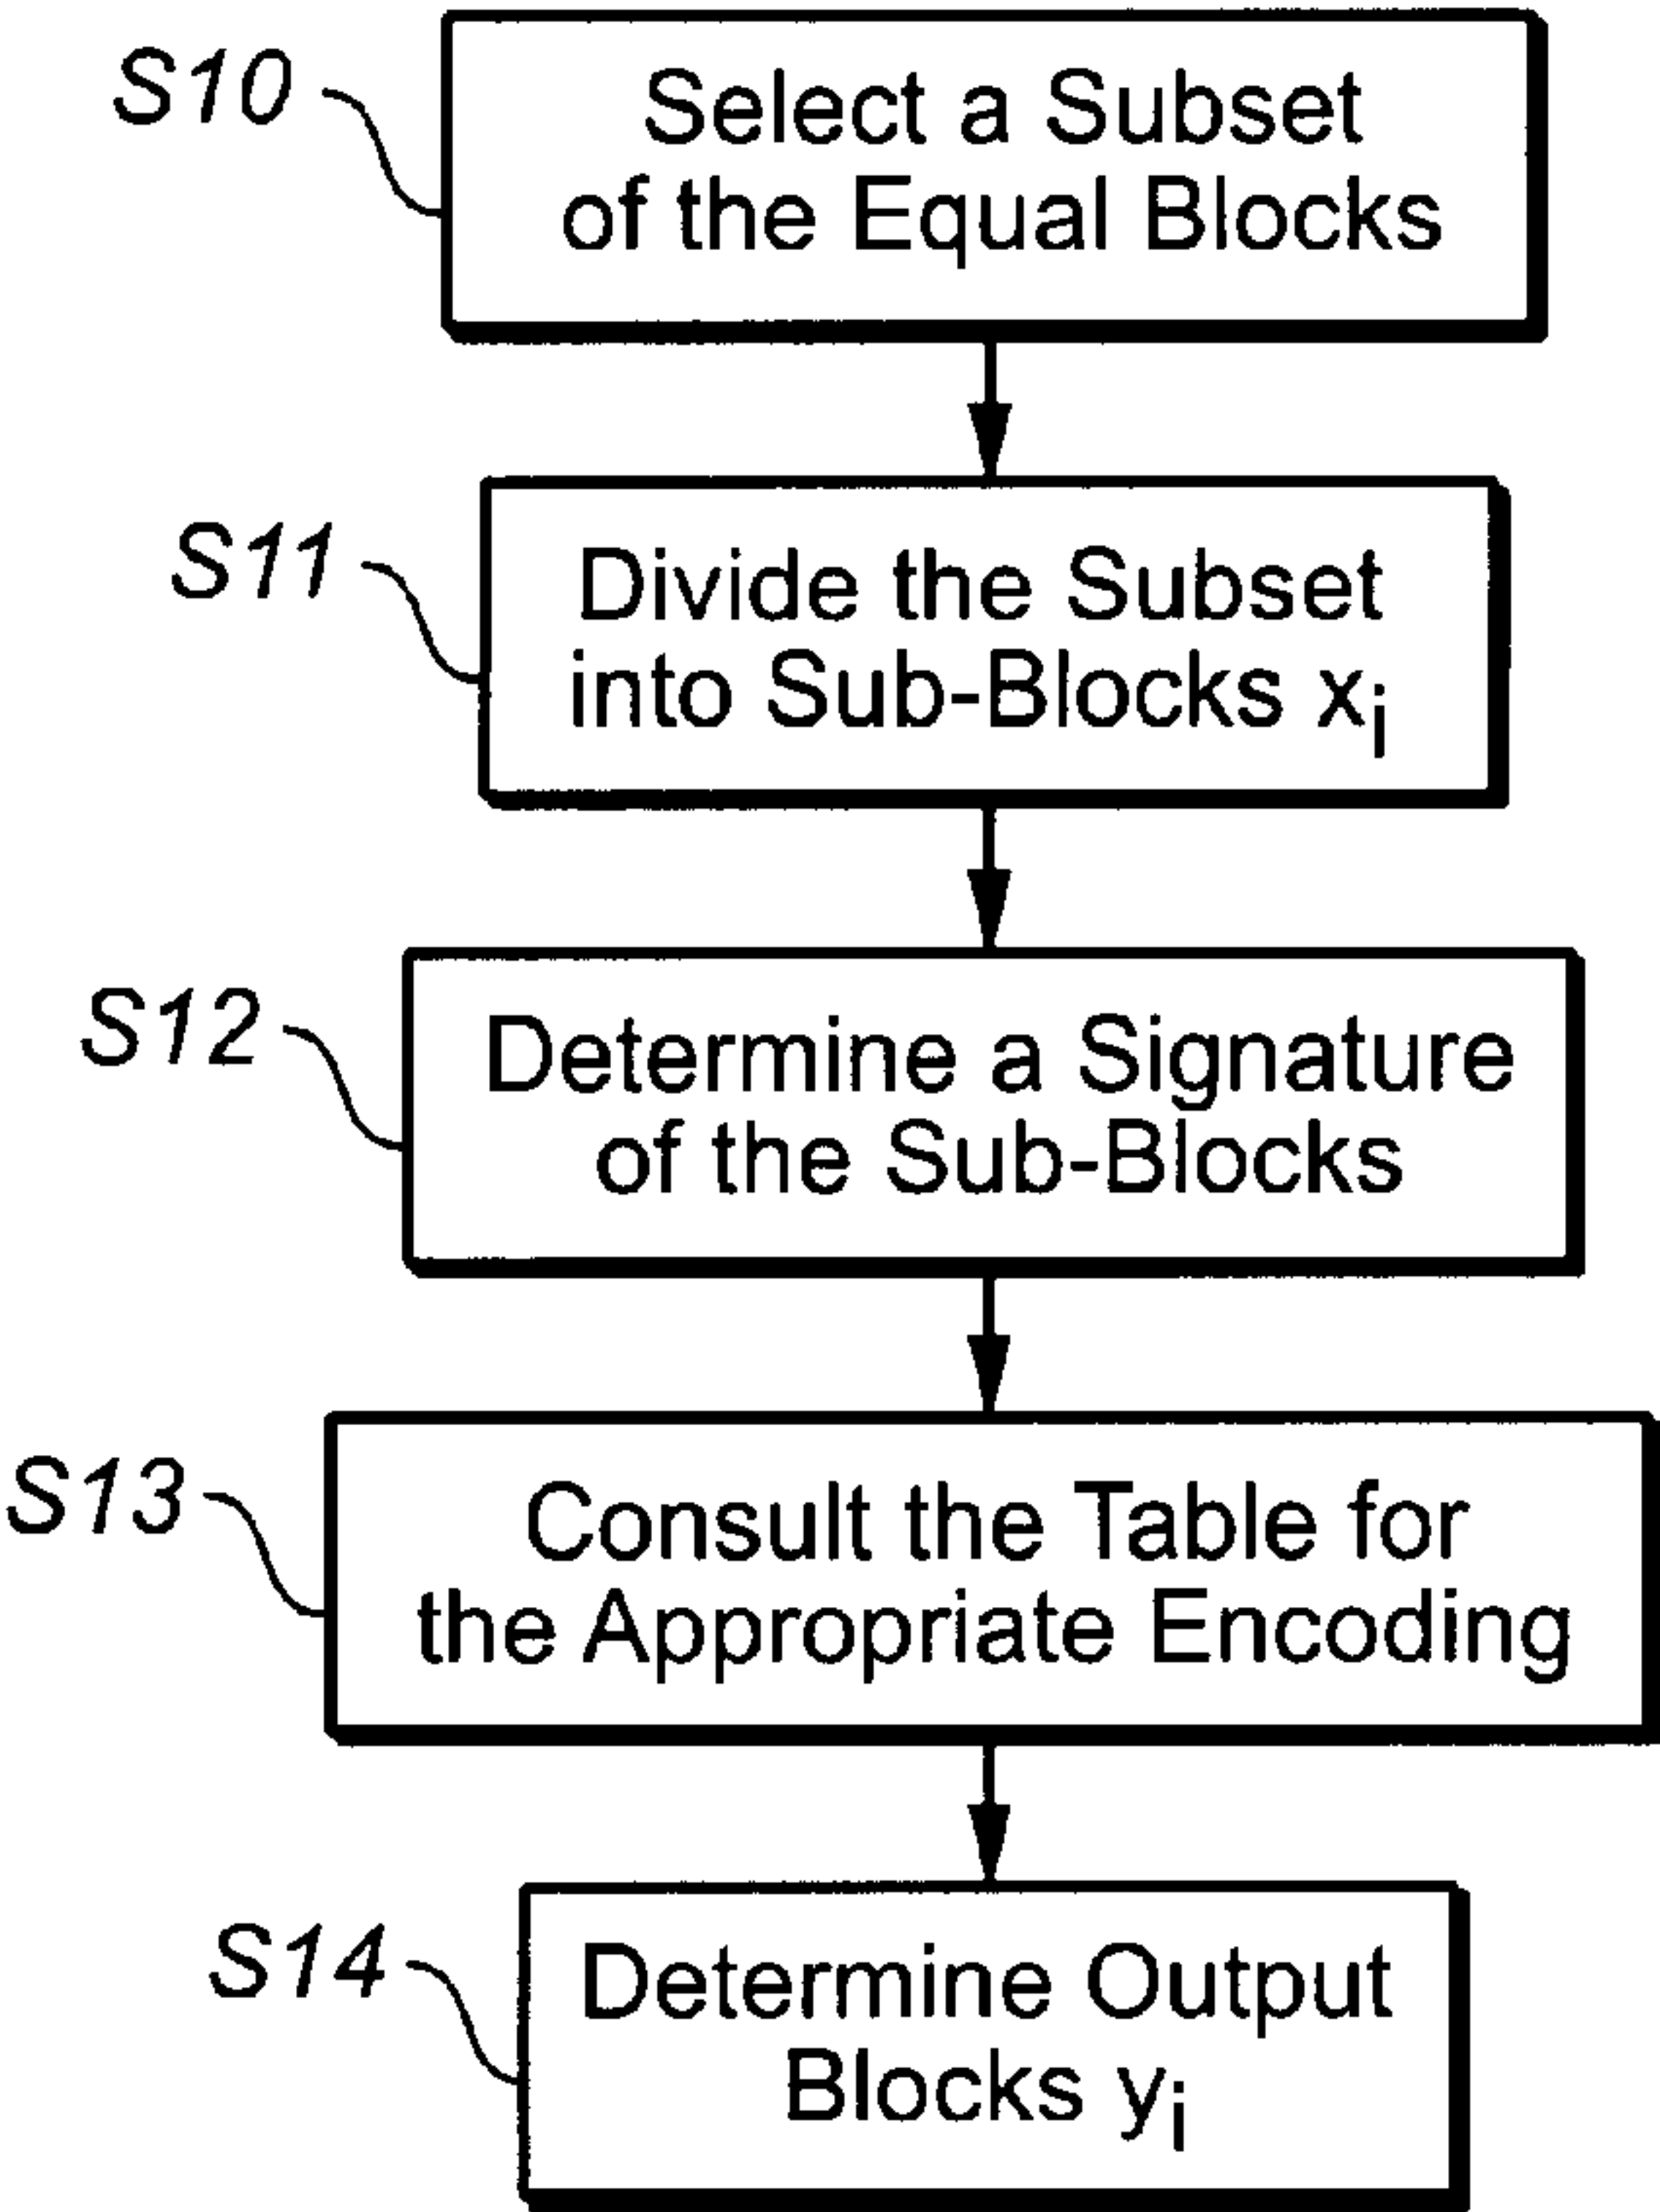 S10
Select a Subset
of the Equal Blocks
S11
Divide the Subset
into Sub-Blocks xi
S12
Determine a Signature
of the Sub-Blocks
S13
Consult the Table for
the Appropriate Encoding
S14
Determine Output
Blocks yi